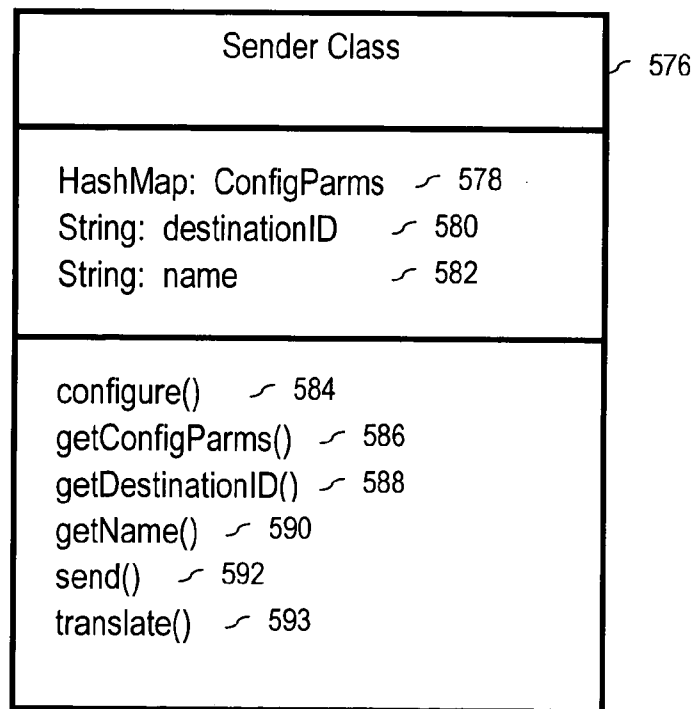 Sender Class
576
HashMap: ConfigParms 578
String: destinationID 580
String: name 582
configure() 584
getConfigParms() 586
getDestinationID() 588
getName() 590
send() 592
translate() 593